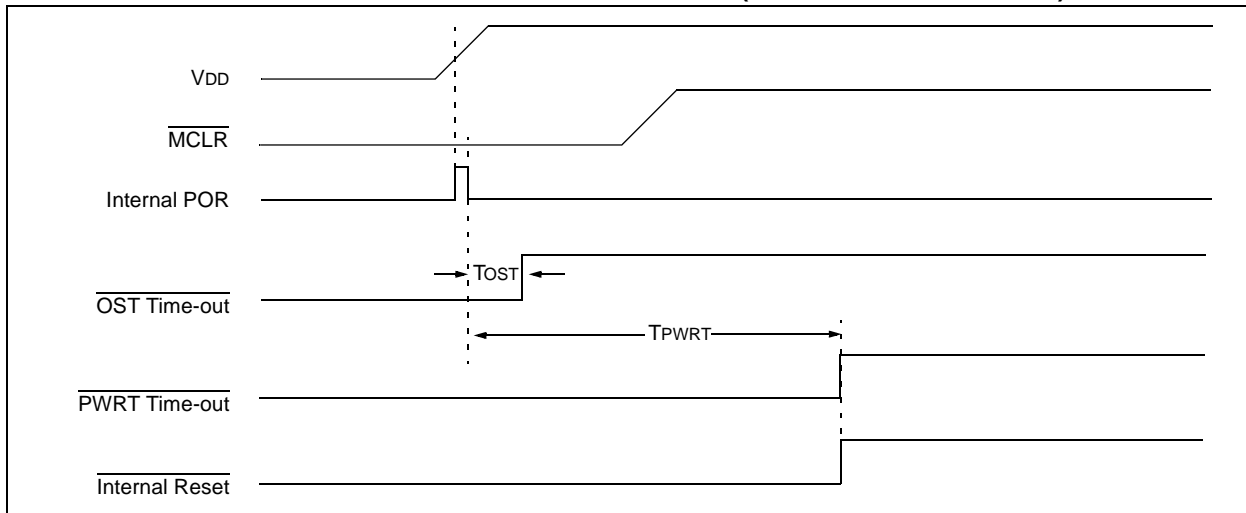 VDD
MCLR
Internal POR
TOST
OST Time-out
TPWRT
PWRT Time-out
Internal Reset